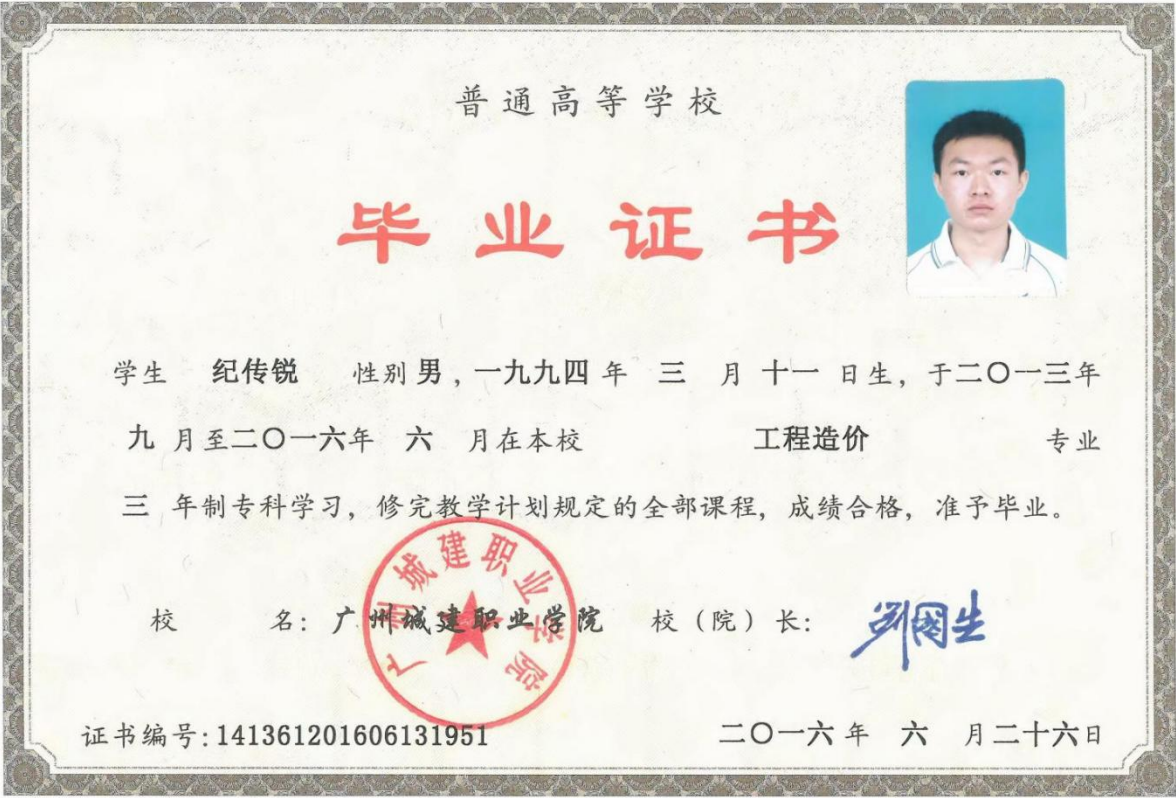 普通高等学校
毕业证书
学生 纪传锐 性别 男，一九九四 年 三 月 十一 日生，于二〇一三年
九 月至二〇一六年 六 月在本校 工程造价 专业
三 年制专科学习，修完教学计划规定的全部课程，成绩合格，准予毕业。
广州城建职业学院
校 名：广州城建职业学院 校（院）长：刘国生
证书编号：141361201606131951 二〇一六年 六 月二十六日